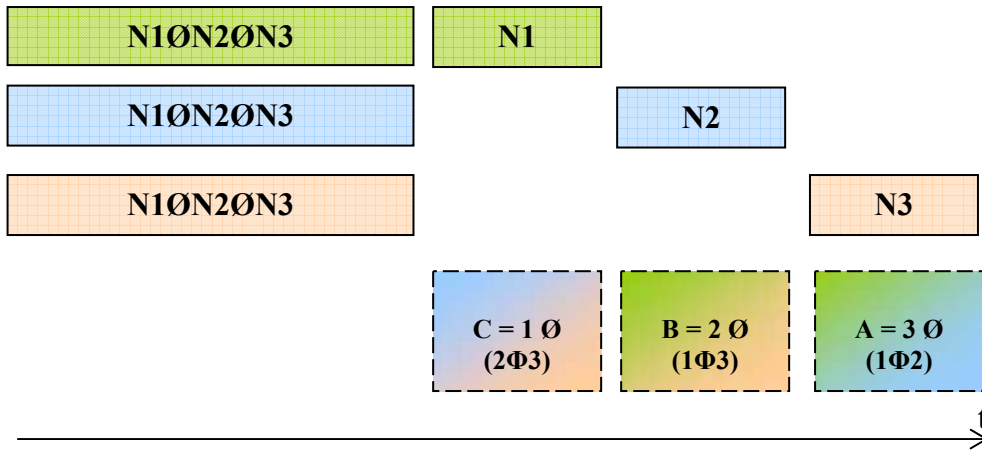 N1ØN2ØN3 N1
N1ØN2ØN3 N2
N1ØN2ØN3 N3
C = 1 Ø B = 2 Ø A = 3 Ø
(2Φ3) (1Φ3) (1Φ2)
t